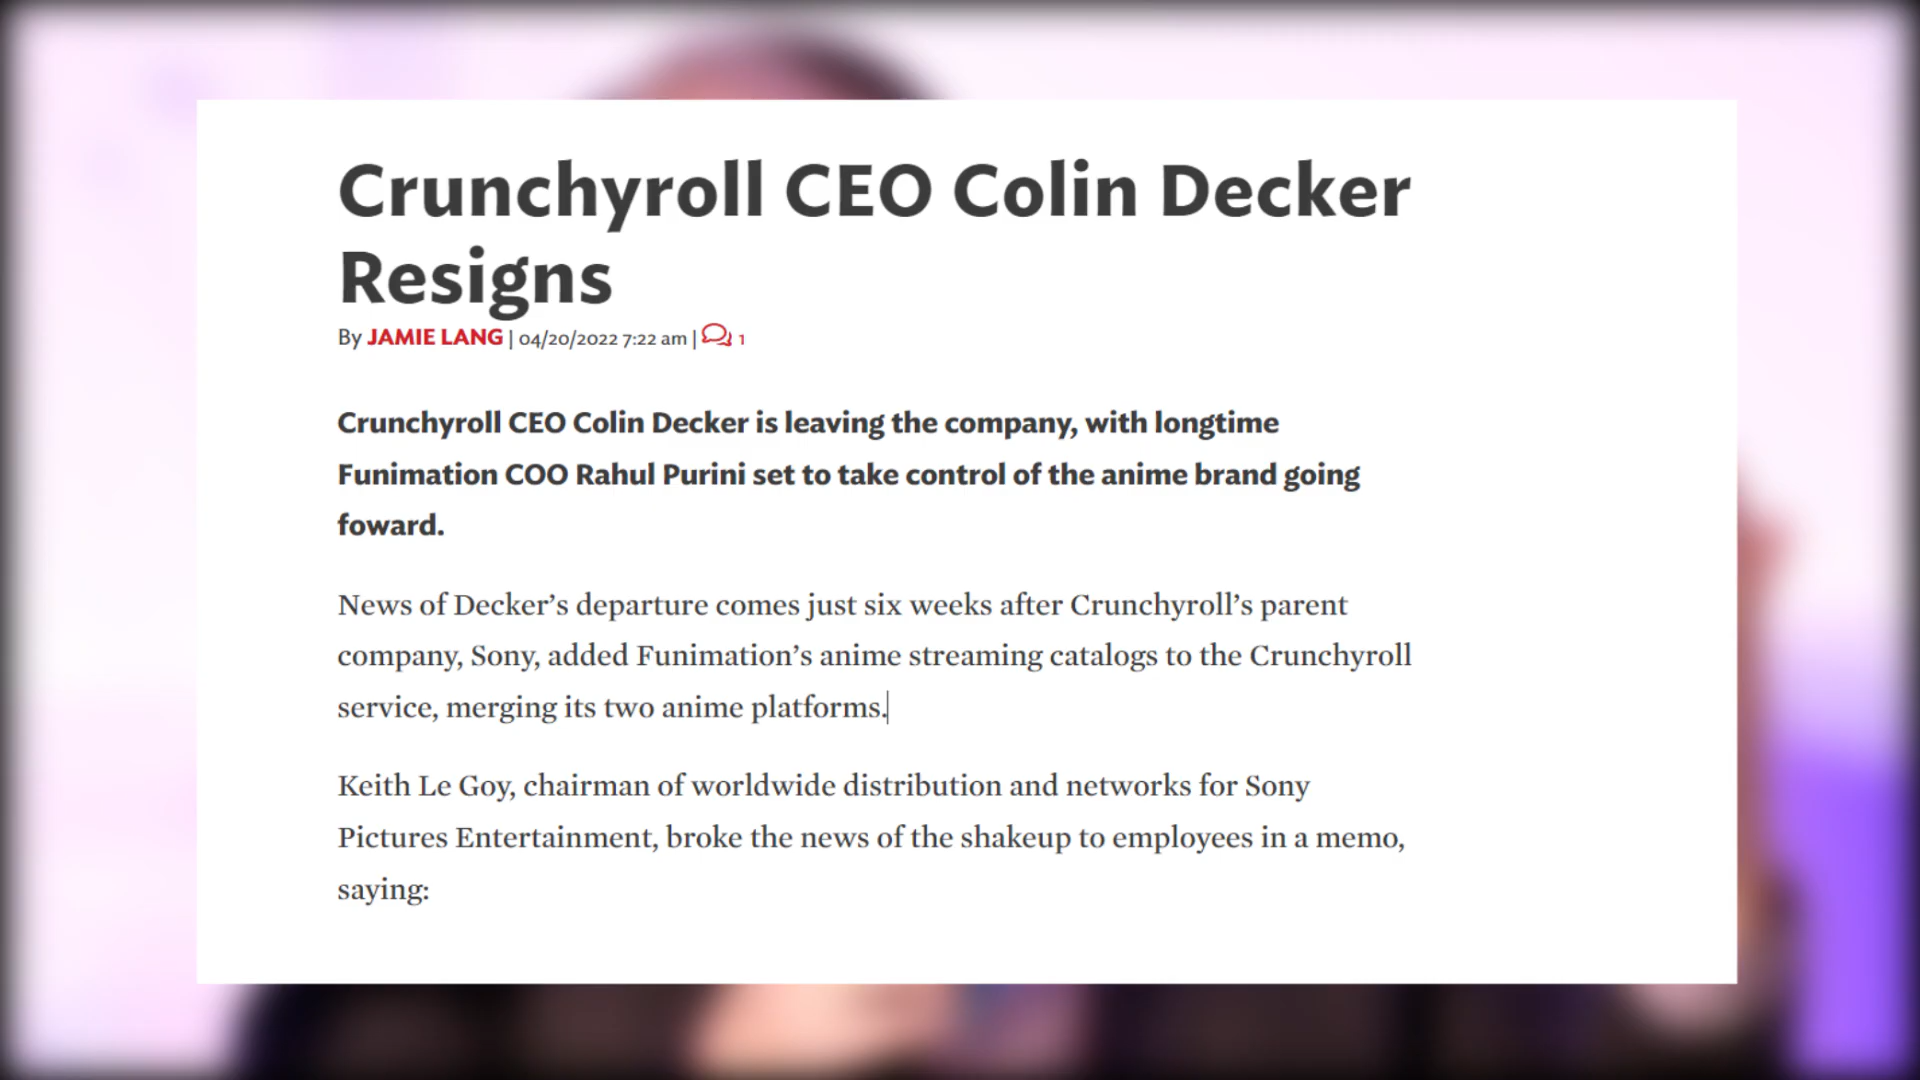 Crunchyroll CEO Colin Decker
Resigns
By JAMIE LANG | 04/20/2022 7:22 am | 1
Crunchyroll CEO Colin Decker is leaving the company, with longtime
Funimation COO Rahul Purini set to take control of the anime brand going
foward.
News of Decker’s departure comes just six weeks after Crunchyroll’s parent
company, Sony, added Funimation’s anime streaming catalogs to the Crunchyroll
service, merging its two anime platforms.
Keith Le Goy, chairman of worldwide distribution and networks for Sony
Pictures Entertainment, broke the news of the shakeup to employees in a memo,
saying: